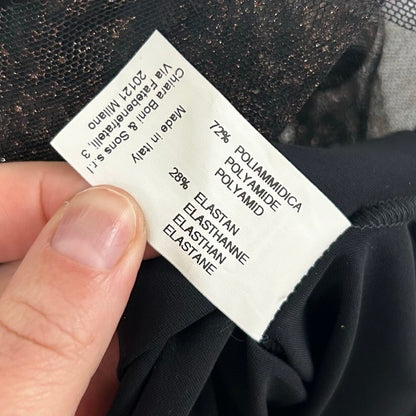 Chiara Boni & Sons s.r.l
Via Fatebenefratelli, 3
20121 Milano
Made in Italy
72% POLIAMMIDICA
POLYAMIDE
POLYAMID
28% ELASTAN
ELASTHANNE
ELASTHAN
ELASTANE